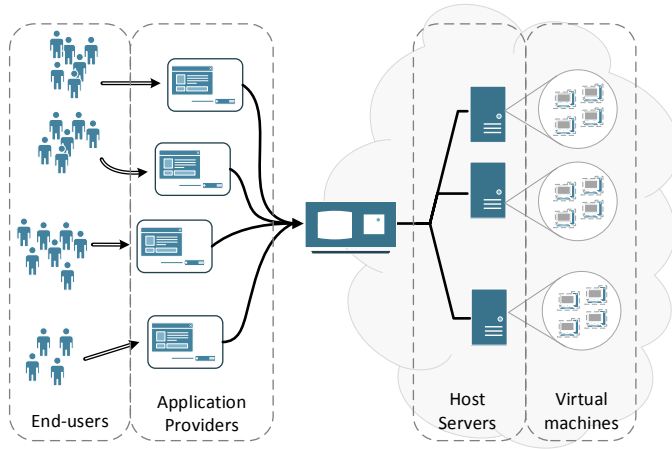 End-users
Application
Providers
Host
Servers
Virtual
machines